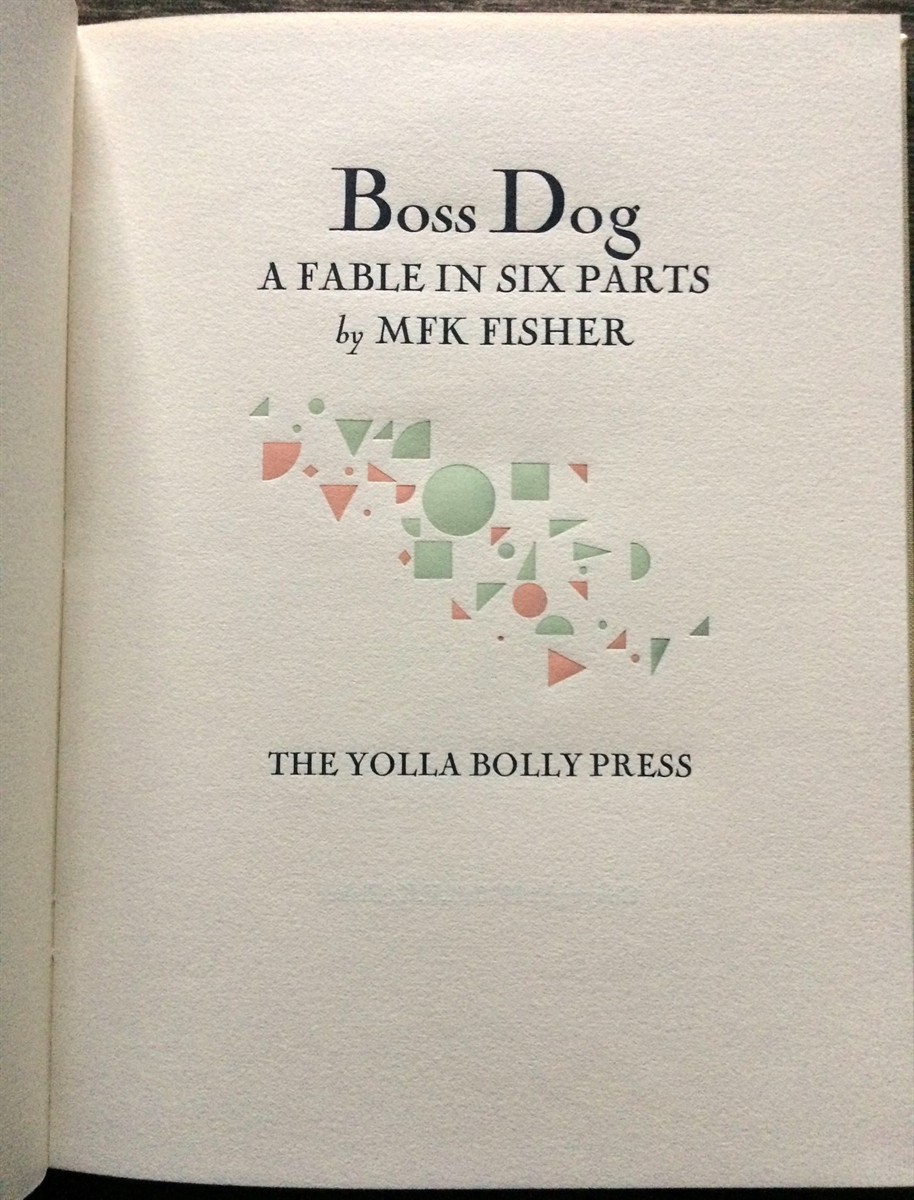 Boss Dog
A FABLE IN SIX PARTS
by MFK FISHER
THE YOLLA BOLLY PRESS